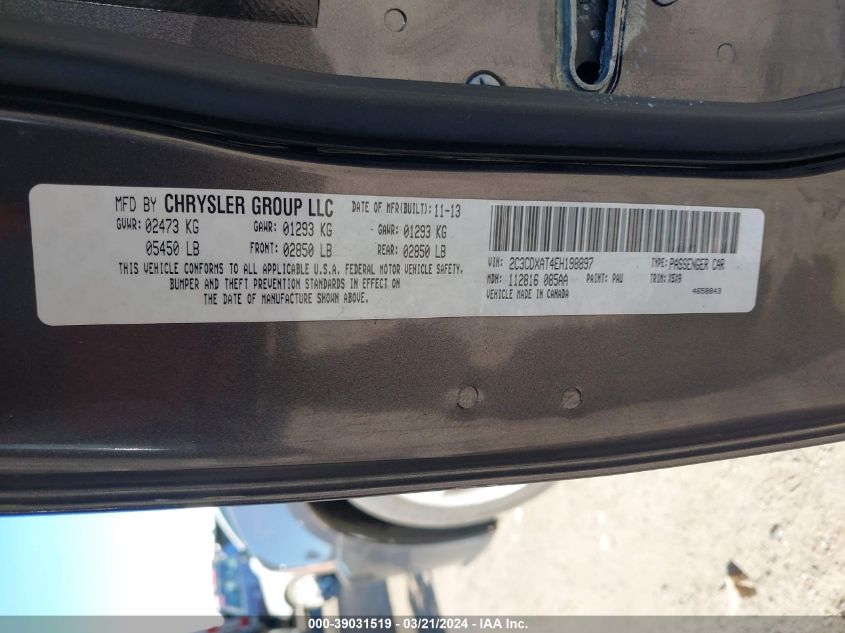 MFD BY CHRYSLER GROUP LLC DATE OF MFR(BUILT): 11-13
GVWR: 02473 KG GAWR: 01293 KG GAWR: 01293 KG
05450 LB FRONT: 02850 LB REAR: 02850 LB
THIS VEHICLE CONFORMS TO ALL APPLICABLE U.S.A. FEDERAL MOTOR VEHICLE SAFETY,
BUMPER AND THEFT PREVENTION STANDARDS IN EFFECT ON
THE DATE OF MANUFACTURE SHOWN ABOVE.
VIN: 2C3CDXAT4EH198897 TYPE: PASSENGER CAR
MDH: 112816 085AA PAINT: PAU TRIM: X5X9
VEHICLE MADE IN CANADA 4658843
000-39031519 - 03/21/2024 - IAA Inc.